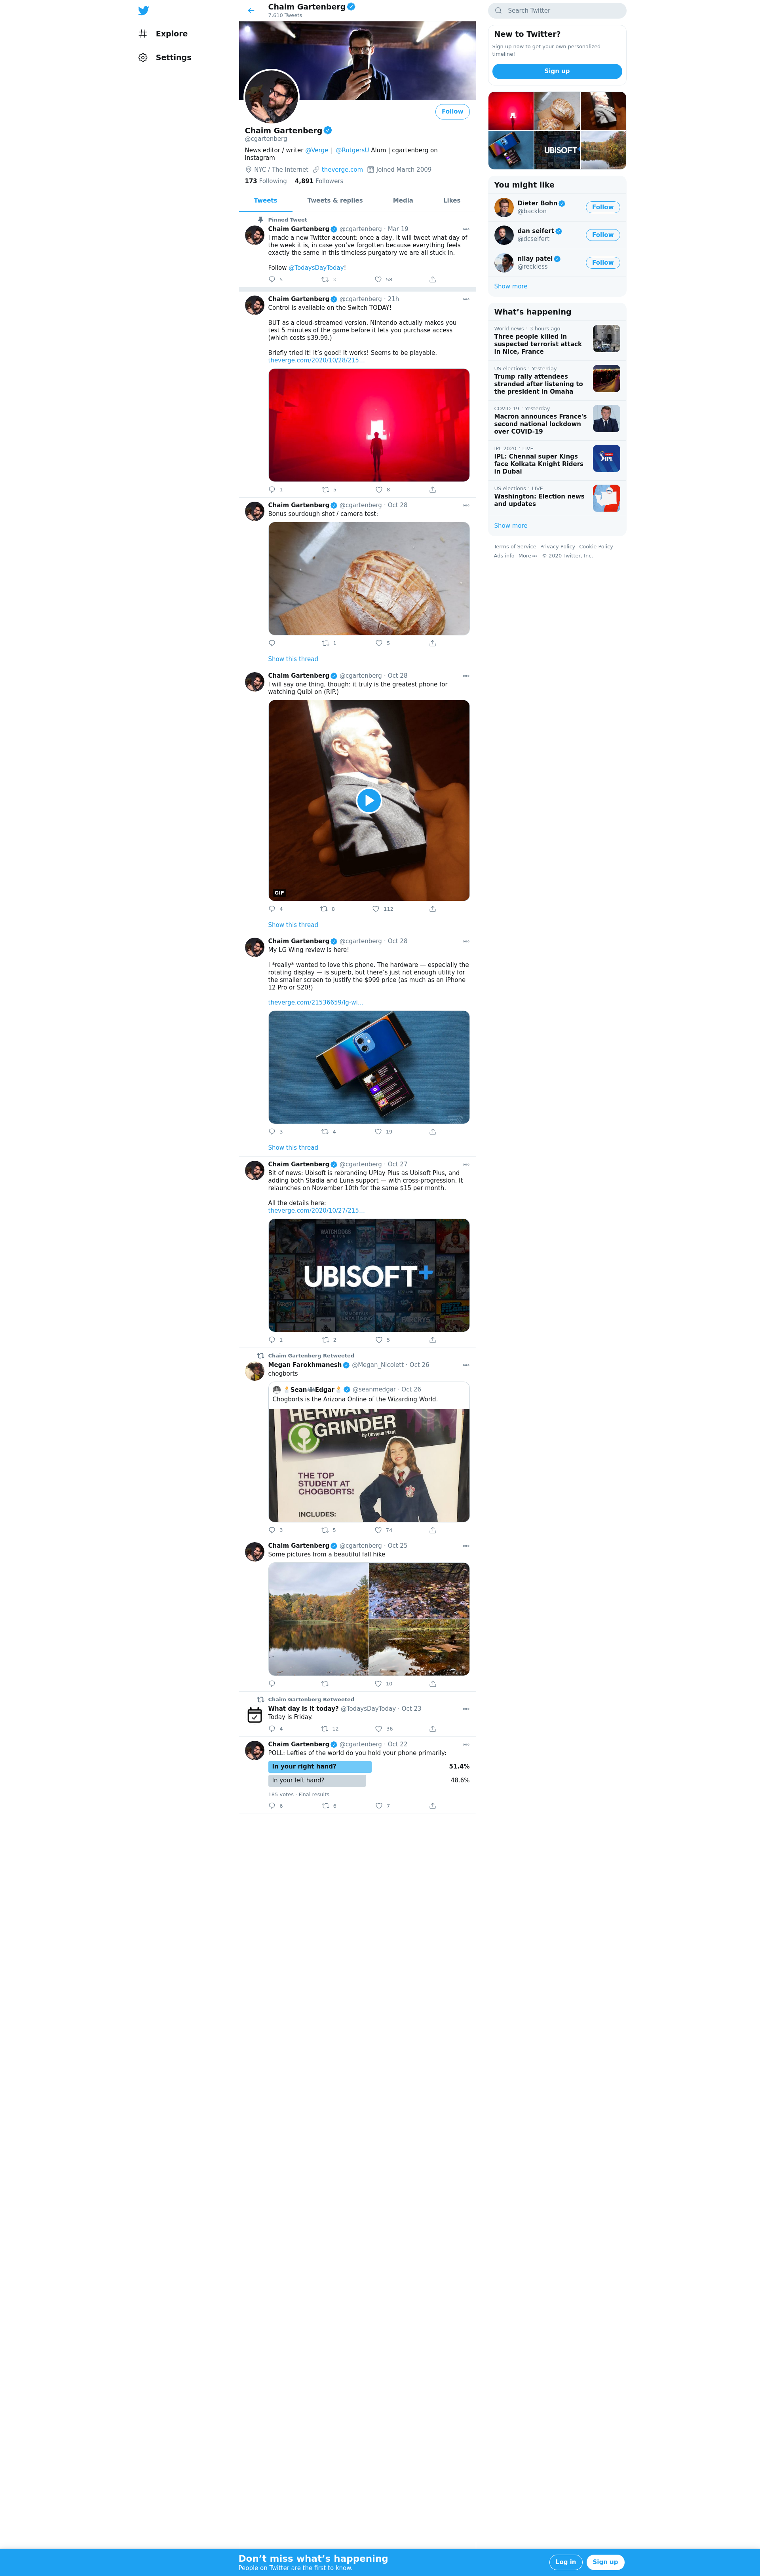 Explore
Settings
Chaim Gartenberg
7,610 Tweets
Follow
Chaim Gartenberg
@cgartenberg
News editor / writer @Verge | @RutgersU Alum | cgartenberg on
Instagram
NYC / The Internet theverge.com Joined March 2009
173 Following 4,891 Followers
Tweets Tweets & replies Media Likes
Pinned Tweet
Chaim Gartenberg @cgartenberg · Mar 19
I made a new Twitter account: once a day, it will tweet what day of
the week it is, in case you've forgotten because everything feels
exactly the same in this timeless purgatory we are all stuck in.
Follow @TodaysDayToday!
5 3 58
Chaim Gartenberg @cgartenberg · 21h
Control is available on the Switch TODAY!
BUT as a cloud-streamed version. Nintendo actually makes you
test 5 minutes of the game before it lets you purchase access
(which costs $39.99.)
Briefly tried it! It's good! It works! Seems to be playable.
theverge.com/2020/10/28/215...
1 5 8
Chaim Gartenberg @cgartenberg · Oct 28
Bonus sourdough shot / camera test:
1 5
Show this thread
Chaim Gartenberg @cgartenberg · Oct 28
I will say one thing, though: it truly is the greatest phone for
watching Quibi on (RIP.)
GIF
4 8 112
Show this thread
Chaim Gartenberg @cgartenberg · Oct 28
My LG Wing review is here!
I *really* wanted to love this phone. The hardware — especially the
rotating display — is superb, but there's just not enough utility for
the smaller screen to justify the $999 price (as much as an iPhone
12 Pro or S20!)
theverge.com/21536659/lg-wi...
3 4 19
Show this thread
Chaim Gartenberg @cgartenberg · Oct 27
Bit of news: Ubisoft is rebranding UPlay Plus as Ubisoft Plus, and
adding both Stadia and Luna support — with cross-progression. It
relaunches on November 10th for the same $15 per month.
All the details here:
theverge.com/2020/10/27/215...
UBISOFT+
1 2 5
Chaim Gartenberg Retweeted
Megan Farokhmanesh @Megan_Nicolett · Oct 26
chogborts
Sean Edgar @seanmedgar · Oct 26
Chogborts is the Arizona Online of the Wizarding World.
HERMANY
GRINDER
by Obvious Plant
THE TOP
STUDENT AT
CHOGBORTS!
INCLUDES:
3 5 74
Chaim Gartenberg @cgartenberg · Oct 25
Some pictures from a beautiful fall hike
10
Chaim Gartenberg Retweeted
What day is it today? @TodaysDayToday · Oct 23
Today is Friday.
4 12 36
Chaim Gartenberg @cgartenberg · Oct 22
POLL: Lefties of the world do you hold your phone primarily:
In your right hand? 51.4%
In your left hand? 48.6%
185 votes · Final results
6 6 7
Search Twitter
New to Twitter?
Sign up now to get your own personalized
timeline!
Sign up
UBISOFT
You might like
Dieter Bohn
@backlon
Follow
dan seifert
@dcseifert
Follow
nilay patel
@reckless
Follow
Show more
What's happening
World news · 3 hours ago
Three people killed in
suspected terrorist attack
in Nice, France
US elections · Yesterday
Trump rally attendees
stranded after listening to
the president in Omaha
COVID-19 · Yesterday
Macron announces France's
second national lockdown
over COVID-19
IPL 2020 · LIVE
IPL: Chennai super Kings
face Kolkata Knight Riders
in Dubai
IPL
US elections · LIVE
Washington: Election news
and updates
Show more
Terms of Service Privacy Policy Cookie Policy
Ads info More © 2020 Twitter, Inc.
Don't miss what's happening
People on Twitter are the first to know.
Log in Sign up